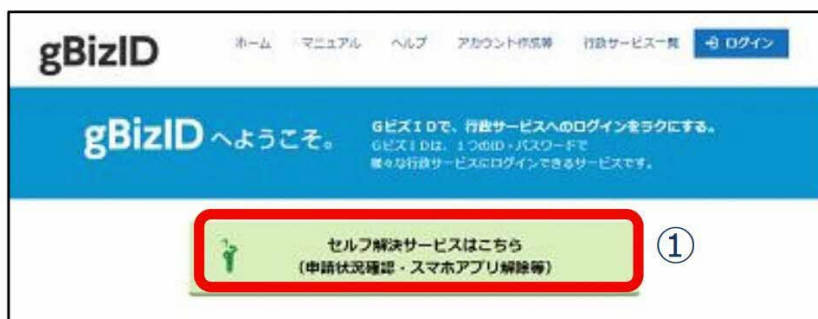 gBizID
ホーム マニュアル ヘルプ アカウント作成等 行政サービス一覧 ログイン
gBizIDへようこそ。
GビズIDで、行政サービスへのログインをラクにする。
GビズIDは、1つのID・パスワードで
様々な行政サービスにログインできるサービスです。
セルフ解決サービスはこちら
(申請状況確認・スマホアプリ解除等)
①